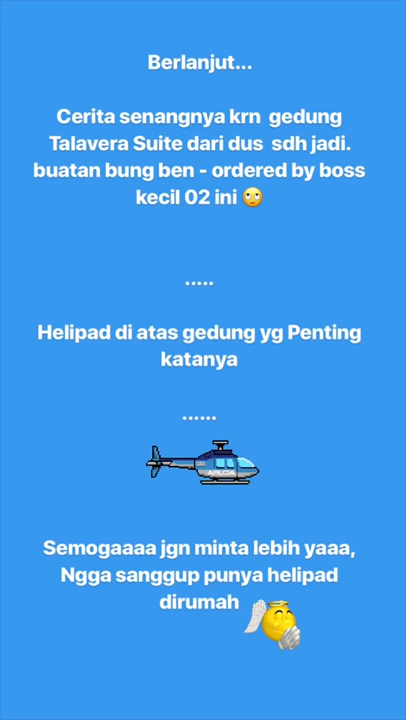 Berlanjut...
Cerita senangnya krn gedung
Talavera Suite dari dus sdh jadi.
buatan bung ben - ordered by boss
kecil 02 ini 🙄
.....
Helipad di atas gedung yg Penting
katanya
......
Semogaaaa jgn minta lebih yaaa,
Ngga sanggup punya helipad
dirumah